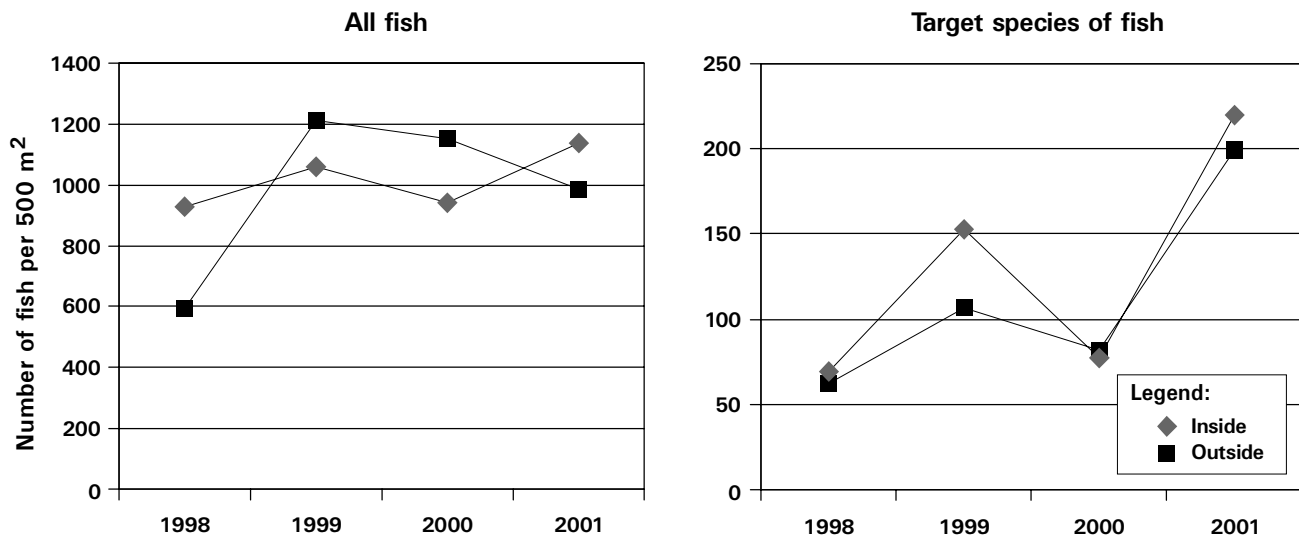 All fish
Number of fish per 500 m²
1400
1200
1000
800
600
400
200
0
1998 1999 2000 2001
Target species of fish
250
200
150
100
50
0
1998 1999 2000 2001
Legend:
Inside
Outside